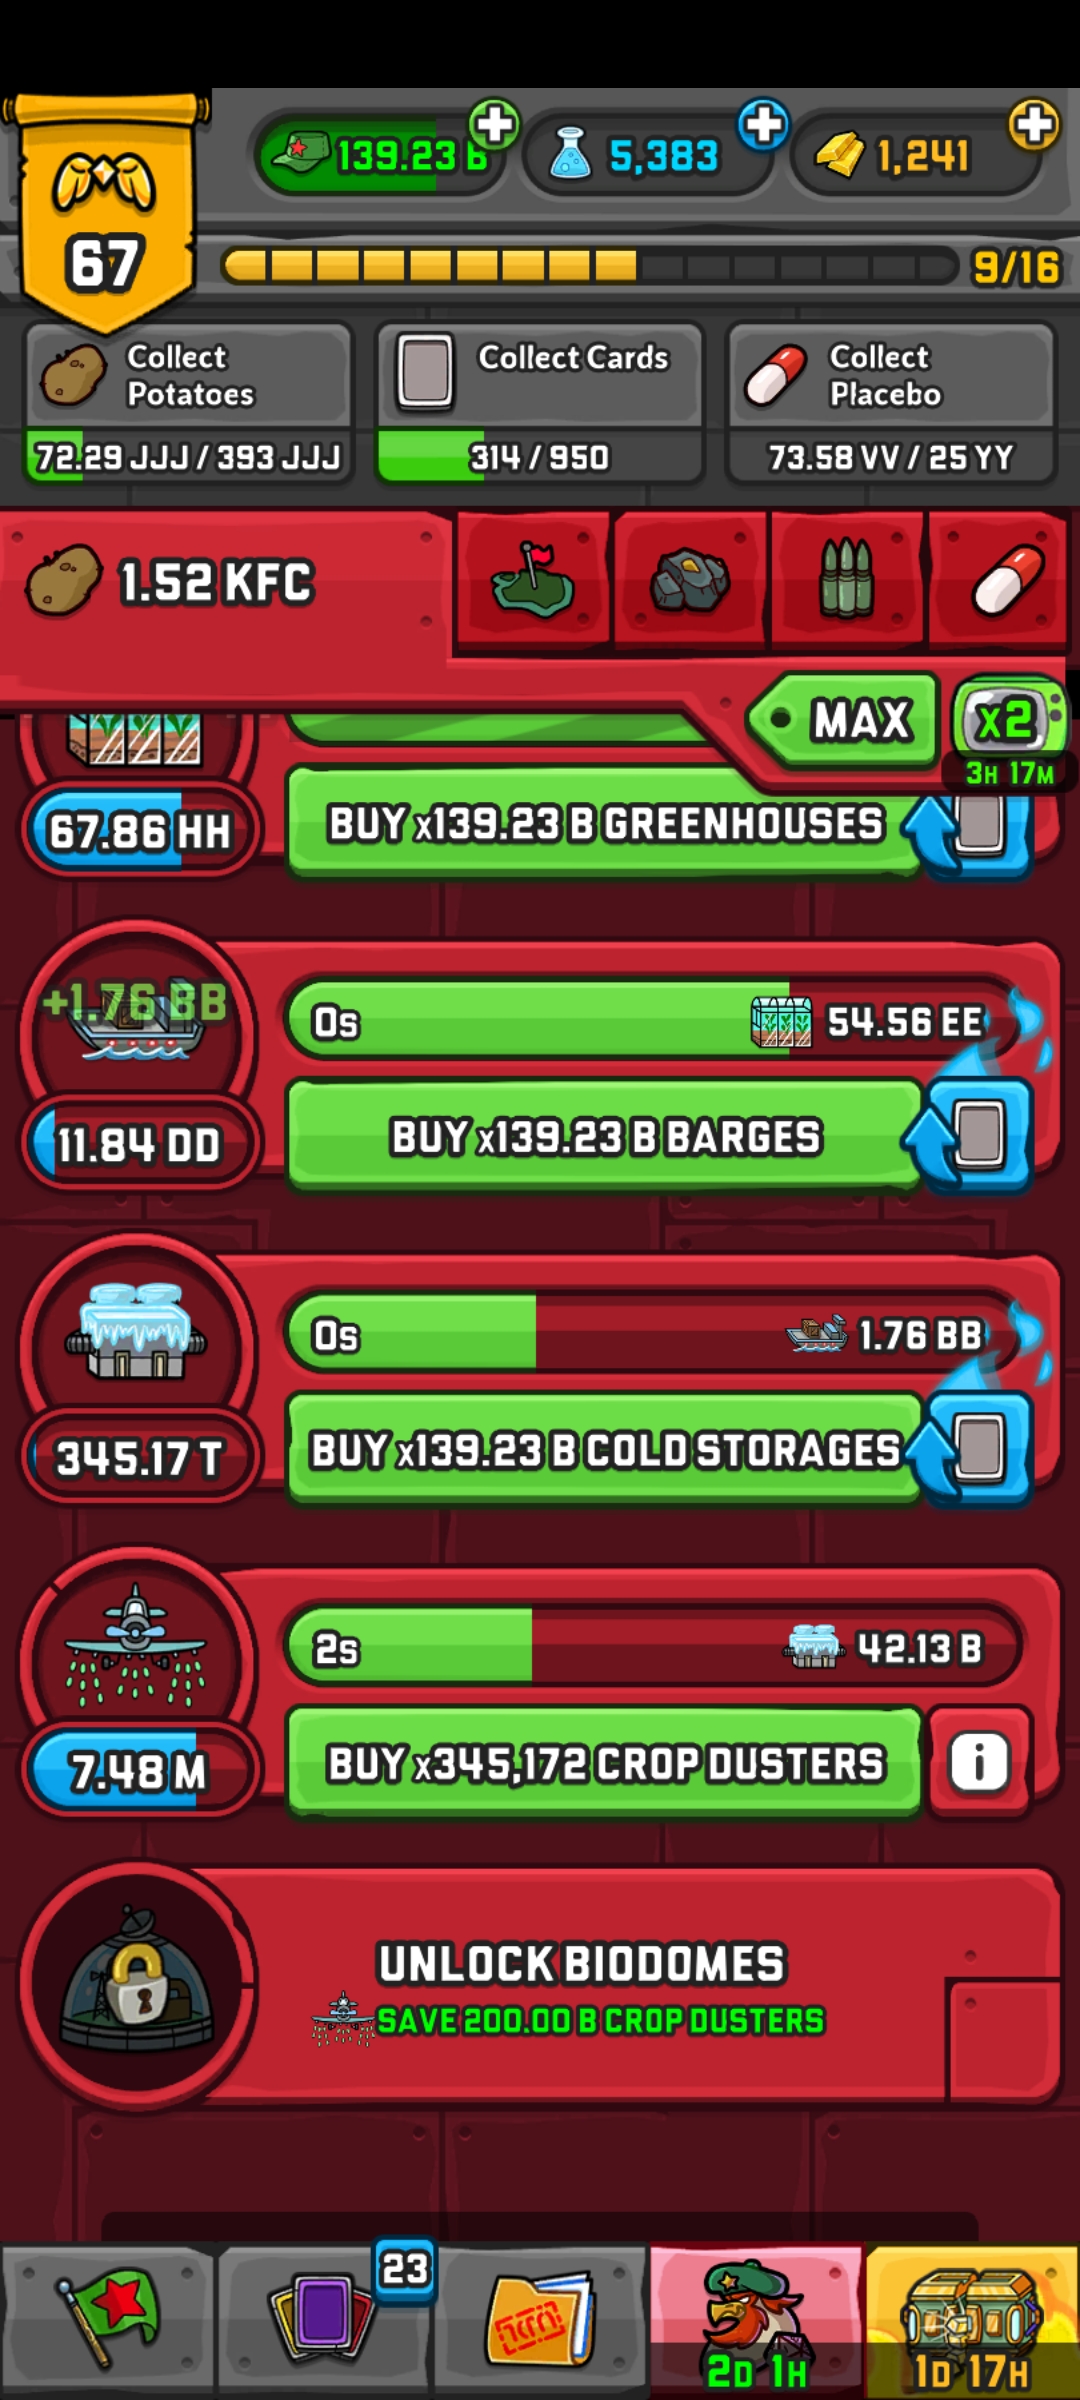 139.23 B
5,383
1,241
67
9/16
Collect
Potatoes
72.29 JJJ / 393 JJJ
Collect Cards
314 / 950
Collect
Placebo
73.58 VV / 25 YY
1.52 KFC
MAX
x2
3H 17M
67.86 HH
BUY x139.23 B GREENHOUSES
+1.76 BB
0s
54.56 EE
11.84 DD
BUY x139.23 B BARGES
0s
1.76 BB
345.17 T
BUY x139.23 B COLD STORAGES
2s
42.13 B
7.48 M
BUY x345,172 CROP DUSTERS
i
UNLOCK BIODOMES
SAVE 200.00 B CROP DUSTERS
23
2D 1H
1D 17H